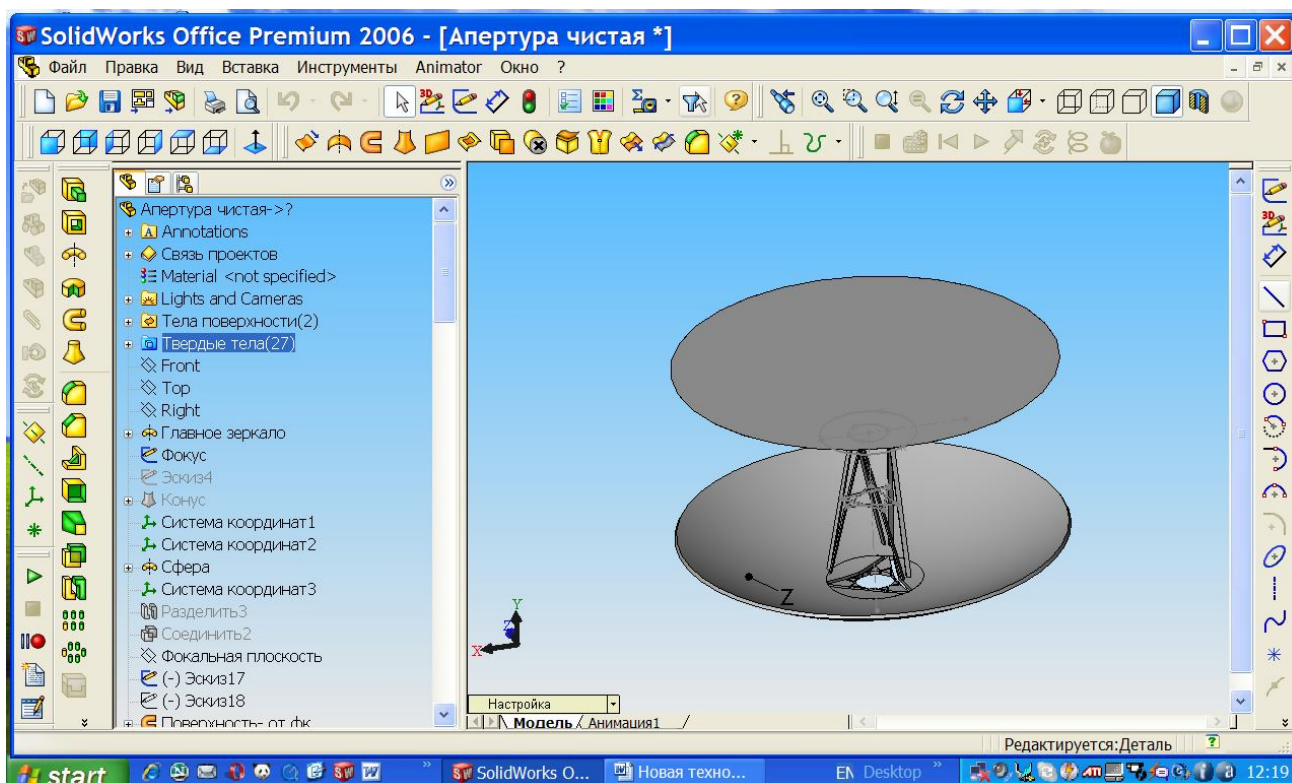 SolidWorks Office Premium 2006 - [Апертура чистая *]
Файл Правка Вид Вставка Инструменты Animator Окно ?
Апертура чистая->?
Annotations
Связь проектов
Material <not specified>
Lights and Cameras
Тела поверхности(2)
Твердые тела(27)
Front
Top
Right
Главное зеркало
Фокус
Эскиз4
Конус
Система координат1
Система координат2
Сфера
Система координат3
Разделить3
Соединить2
Фокальная плоскость
(-) Эскиз17
(-) Эскиз18
Поверхность- от фк
Z
Y
Z
X
Настройка
Модель Анимация1
Редактируется:Деталь
start SolidWorks O... Новая техно... EN Desktop 12:19